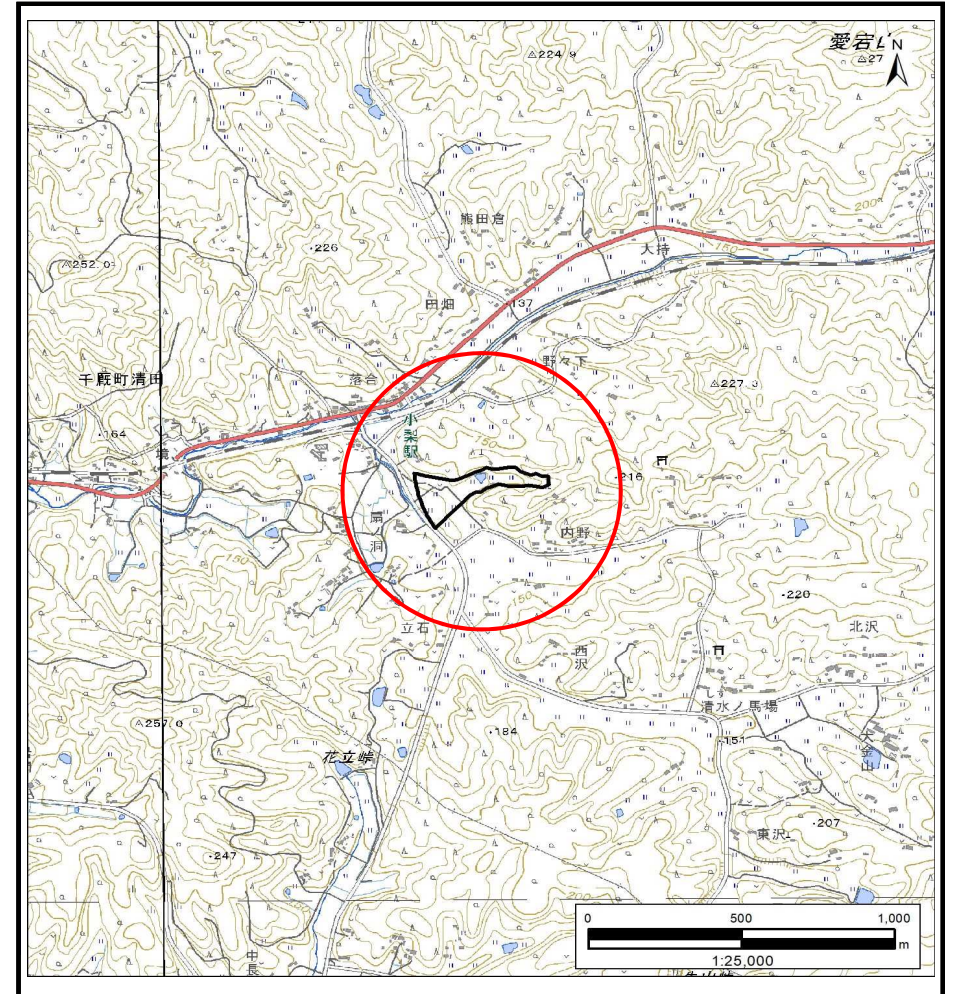 愛宕山
N
△224.9
△27
熊田倉
200
・226
大持
150
△252.0
田畑
137
野々下
千厩町清田
落合
△227.3
小梨駅
・164
境
150
・216
扇ノ洞
内野
150
・220
立石
北沢
西沢
しず
清水ノ馬場
△257.0
・184
・151
大金山
花立峠
・207
東沢
・247
中長
0 500 1,000
m
1:25,000